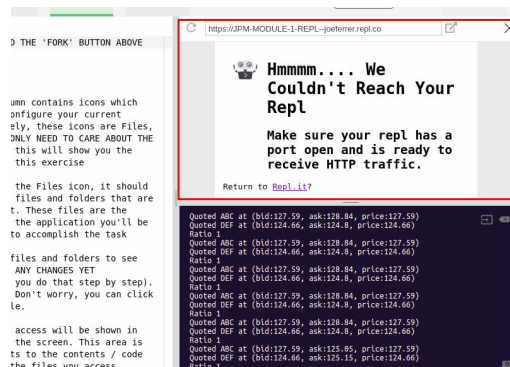 O THE 'FORK' BUTTON ABOVE
umn contains icons which
onfigure your current
ely, these icons are Files,
ONLY NEED TO CARE ABOUT THE
this will show you the
this exercise
the Files icon, it should
files and folders that are
t. These files are the
the application you'll be
to accomplish the task
files and folders to see
ANY CHANGES YET
you do that step by step).
Don't worry, you can click
le.
access will be shown in
the screen. This area is
ts to the contents / code
the files you access
https://JPM-MODULE-1-REPL--joeferrer.repl.co
Hmmmm.... We
Couldn't Reach Your
Repl
Make sure your repl has a
port open and is ready to
receive HTTP traffic.
Return to Repl.it?
Quoted ABC at (bid:127.59, ask:128.84, price:127.59)
Quoted DEF at (bid:124.66, ask:124.8, price:124.66)
Ratio 1
Quoted ABC at (bid:127.59, ask:128.84, price:127.59)
Quoted DEF at (bid:124.66, ask:124.8, price:124.66)
Ratio 1
Quoted ABC at (bid:127.59, ask:128.84, price:127.59)
Quoted DEF at (bid:124.66, ask:124.8, price:124.66)
Ratio 1
Quoted ABC at (bid:127.59, ask:128.84, price:127.59)
Quoted DEF at (bid:124.66, ask:124.8, price:124.66)
Ratio 1
Quoted ABC at (bid:127.59, ask:125.05, price:127.59)
Quoted DEF at (bid:124.66, ask:125.15, price:124.66)
Ratio 1